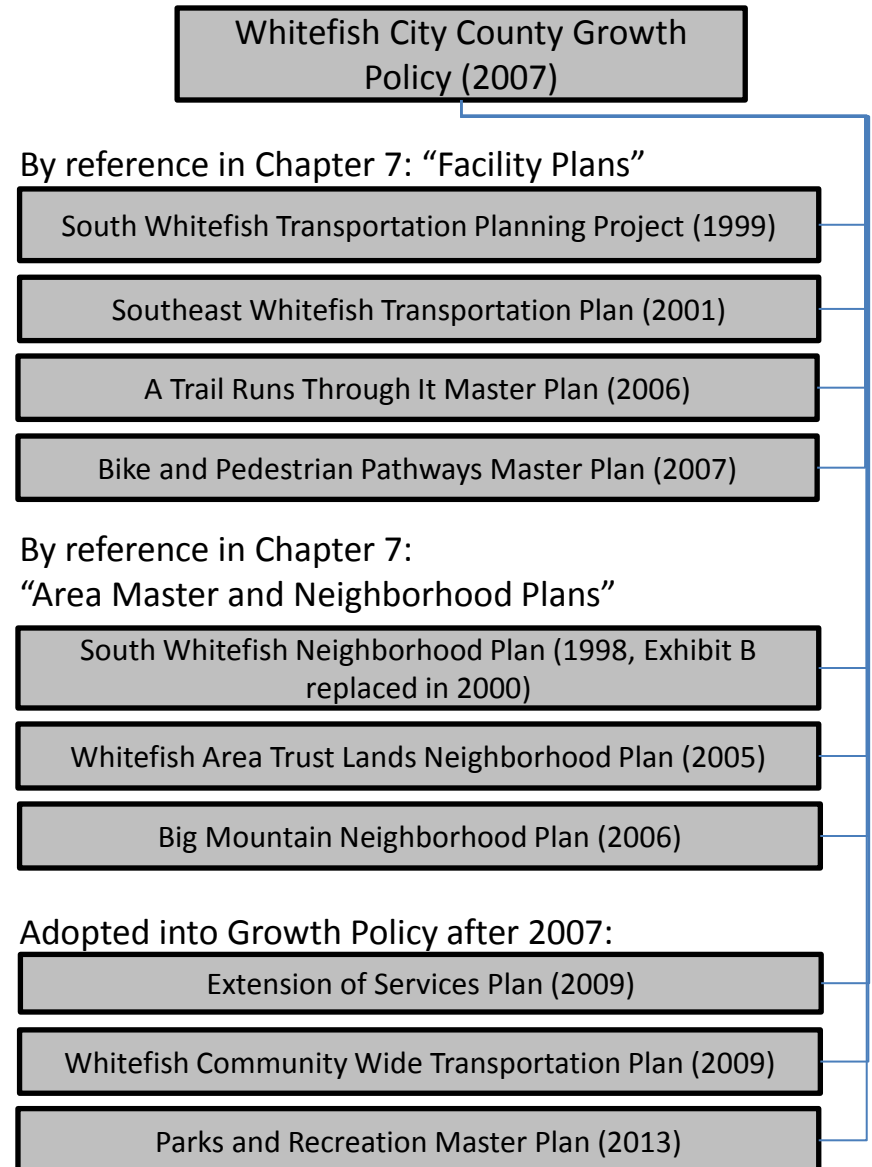 Whitefish City County Growth
Policy (2007)
By reference in Chapter 7: “Facility Plans”
South Whitefish Transportation Planning Project (1999)
Southeast Whitefish Transportation Plan (2001)
A Trail Runs Through It Master Plan (2006)
Bike and Pedestrian Pathways Master Plan (2007)
By reference in Chapter 7:
“Area Master and Neighborhood Plans”
South Whitefish Neighborhood Plan (1998, Exhibit B
replaced in 2000)
Whitefish Area Trust Lands Neighborhood Plan (2005)
Big Mountain Neighborhood Plan (2006)
Adopted into Growth Policy after 2007:
Extension of Services Plan (2009)
Whitefish Community Wide Transportation Plan (2009)
Parks and Recreation Master Plan (2013)